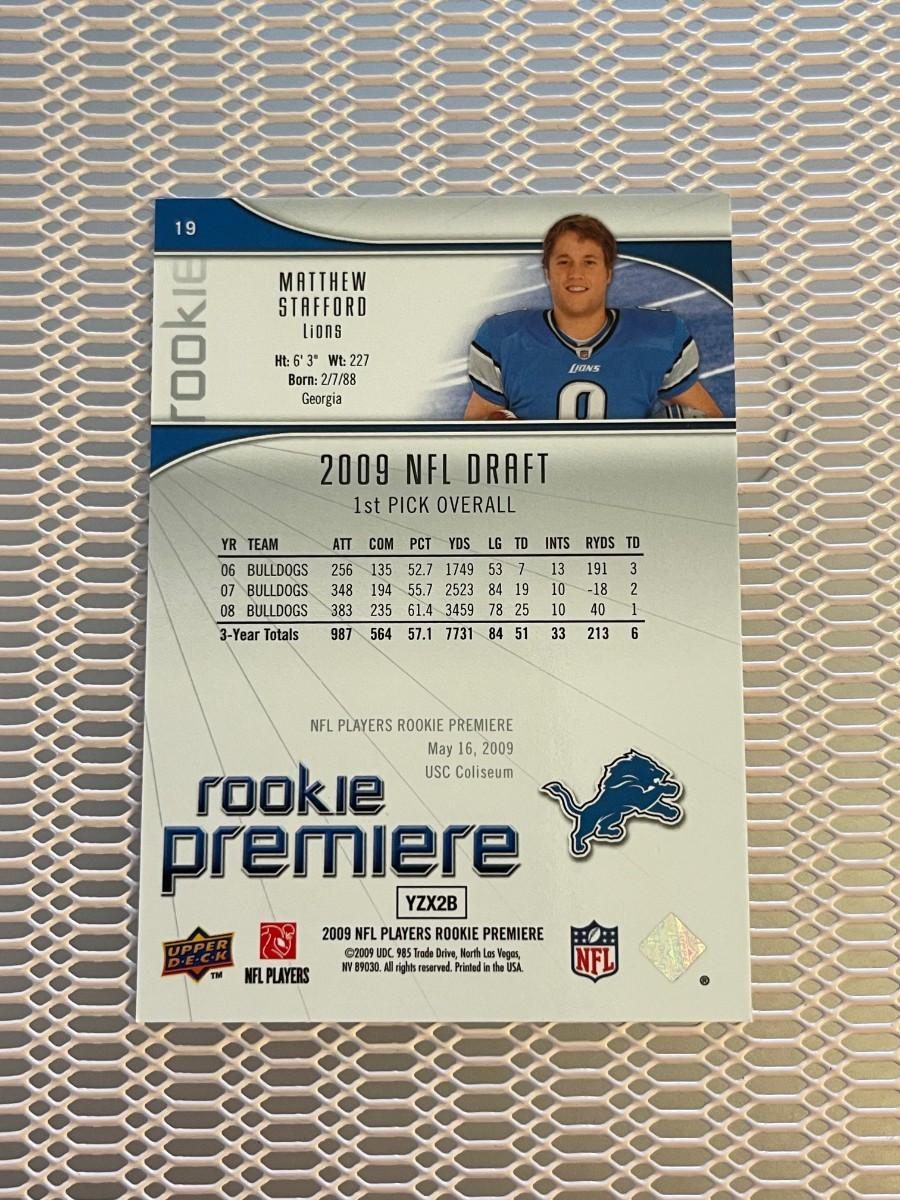 19
rookie
MATTHEW
STAFFORD
Lions
Ht: 6' 3" Wt: 227
Born: 2/7/88
Georgia
LIONS
9
2009 NFL DRAFT
1st PICK OVERALL
YR TEAM ATT COM PCT YDS LG TD INTS RYDS TD
06 BULLDOGS 256 135 52.7 1749 53 7 13 191 3
07 BULLDOGS 348 194 55.7 2523 84 19 10 -18 2
08 BULLDOGS 383 235 61.4 3459 78 25 10 40 1
3-Year Totals 987 564 57.1 7731 84 51 33 213 6
NFL PLAYERS ROOKIE PREMIERE
May 16, 2009
USC Coliseum
rookie
premiere
YZX2B
UPPER
D·E·C·K
TM
NFL PLAYERS
2009 NFL PLAYERS ROOKIE PREMIERE
©2009 UDC. 985 Trade Drive, North Las Vegas,
NV 89030. All rights reserved. Printed in the USA.
NFL
®